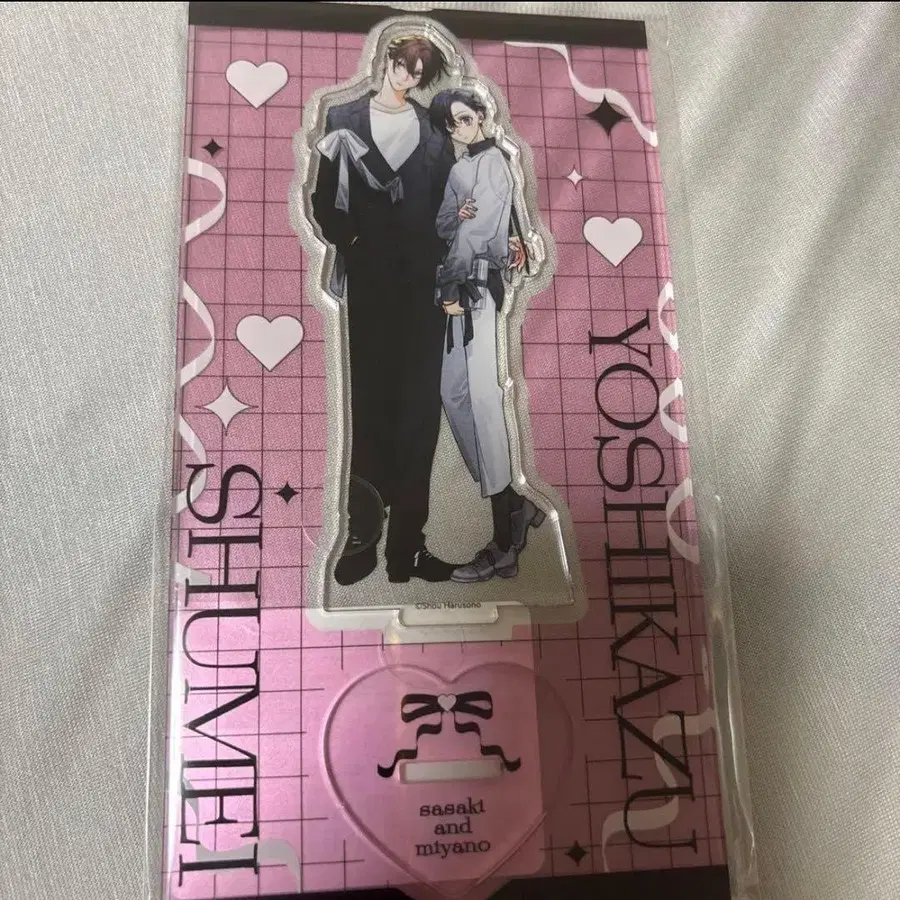 YOSHIKAZU
SHUMEI
©Shou Harusono
sasaki
and
miyano